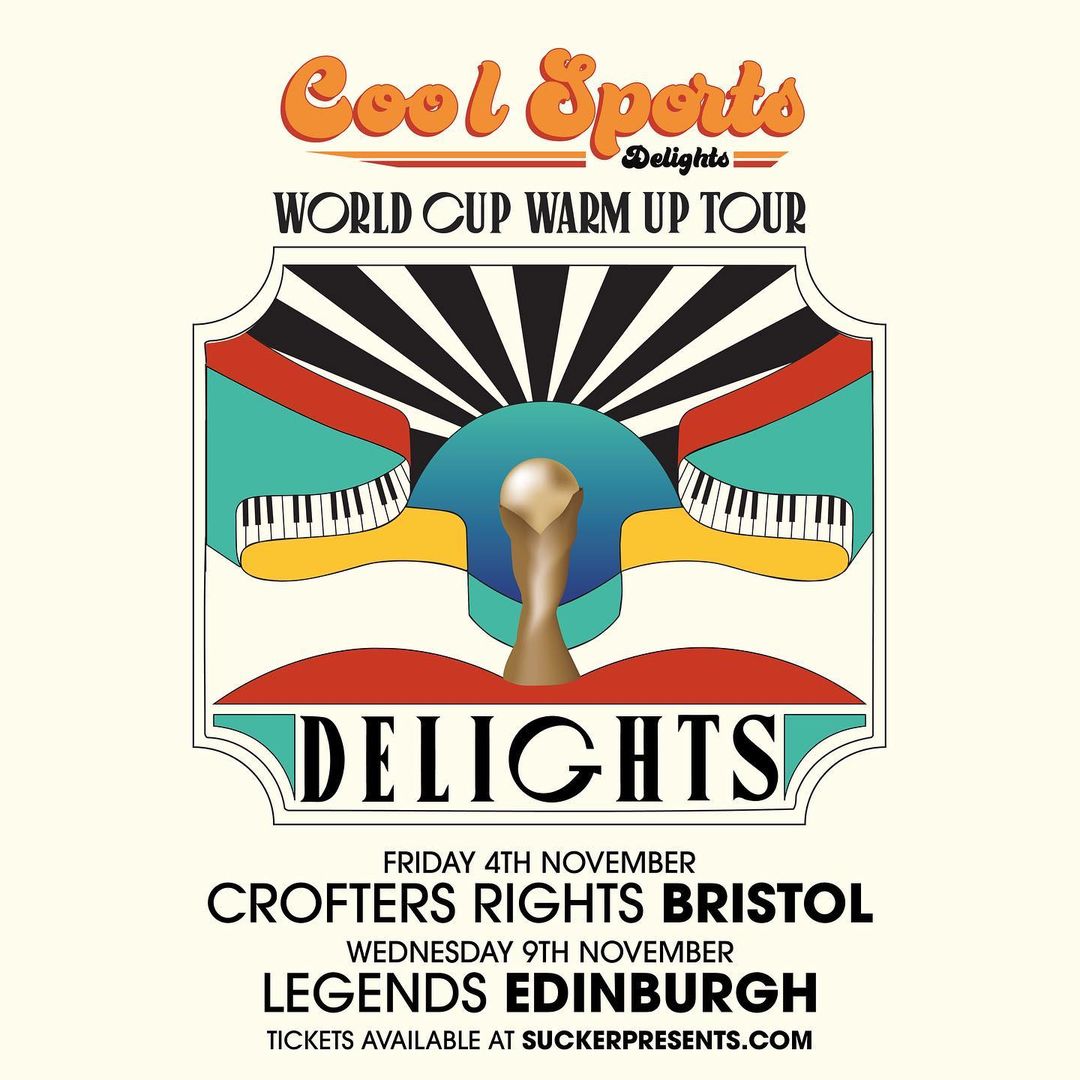 Cool Sports
Delights
WORLD CUP WARM UP TOUR
DELIGHTS
FRIDAY 4TH NOVEMBER
CROFTERS RIGHTS BRISTOL
WEDNESDAY 9TH NOVEMBER
LEGENDS EDINBURGH
TICKETS AVAILABLE AT SUCKERPRESENTS.COM